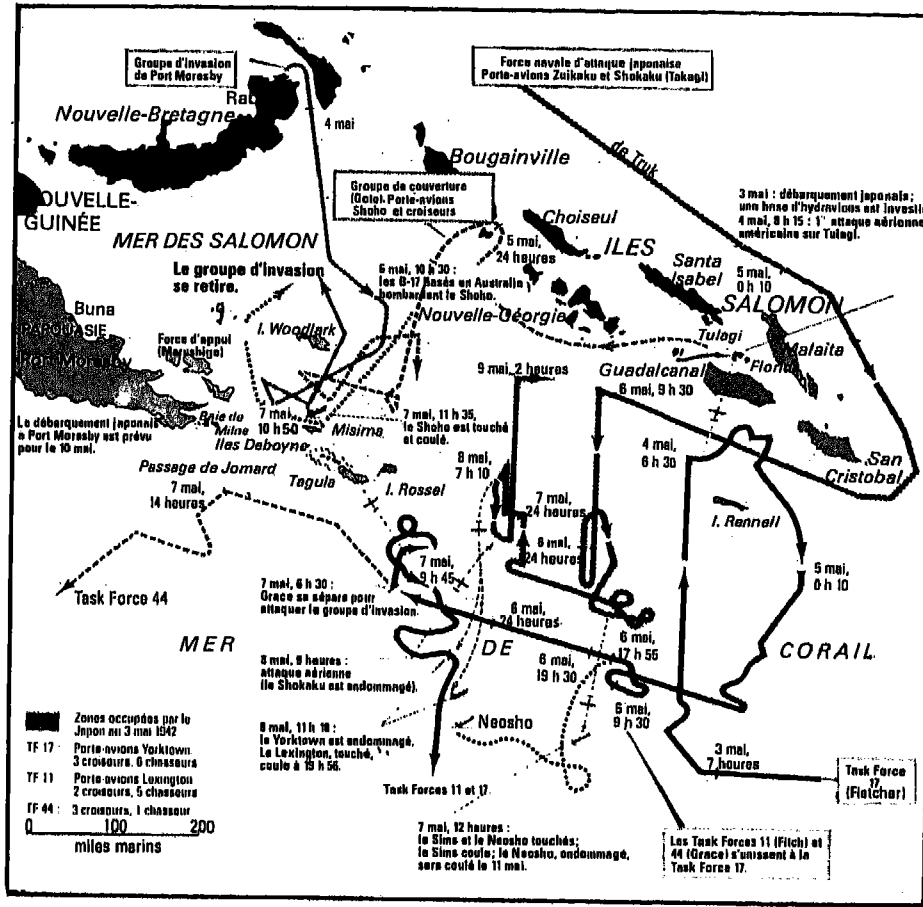 Groupe d'invasion
de Port Moresby
Force navale d'attaque japonaise
Porte-avions Zuikaku et Shokaku (Takagi)
Rab
Nouvelle-Bretagne
4 mai
de Truk
Bougainville
Groupe de couverture
(Goto). Porte-avions
Shoho et croiseurs
3 mai : débarquement japonais;
une base d'hydravions est investie
4 mai, 8 h 15 : 1re attaque aérienne
américaine sur Tulagi.
OUVELLE-
GUINÉE
MER DES SALOMON
Choiseul
5 mai,
24 heures
ILES
Santa
Isabel
5 mai,
0 h 10
SALOMON
Le groupe d'invasion
se retire.
6 mai, 10 h 30 :
les B-17 basés en Australie
bombardent le Shoho.
Nouvelle-Géorgie
Buna
PAPOUASIE
Port Moresby
Force d'appui
(Marushige)
I. Woodlark
Tulagi
Florida
Malaita
Guadalcanal
9 mai, 2 heures
6 mai, 9 h 30
Le débarquement japonais
à Port Moresby est prévu
pour le 10 mai.
Baie de
Milne
7 mai,
10 h 50
Misima
Iles Deboyne
7 mai, 11 h 35,
le Shoho est touché
et coulé.
4 mai,
6 h 30
San
Cristobal
Passage de Jomard
Tagula
I. Rossel
8 mai,
7 h 10
7 mai,
14 heures
7 mai,
24 heures
I. Rennell
6 mai,
24 heures
7 mai,
9 h 45
5 mai,
0 h 10
Task Force 44
7 mai, 6 h 30 :
Grace se sépare pour
attaquer le groupe d'invasion.
6 mai,
24 heures
6 mai,
17 h 55
MER
DE
CORAIL
6 mai,
19 h 30
8 mai, 9 heures :
attaque aérienne
(le Shokaku est endommagé).
6 mai,
9 h 30
Neosho
8 mai, 11 h 18 :
le Yorktown est endommagé.
Le Lexington, touché,
coule à 19 h 56.
3 mai,
7 heures
Zones occupées par le
Japon au 3 mai 1942
TF 17 : Porte-avions Yorktown
3 croiseurs, 6 chasseurs
TF 11 Porte-avions Lexington
2 croiseurs, 5 chasseurs
TF 44 : 3 croiseurs, 1 chasseur
0 100 200
miles marins
Task Forces 11 et 17
Task Force
17
(Fletcher)
7 mai, 12 heures :
le Sims et le Neosho touchés;
le Sims coule; le Neosho, endommagé,
sera coulé le 11 mai.
Les Task Forces 11 (Fitch) et
44 (Grace) s'unissent à la
Task Force 17.